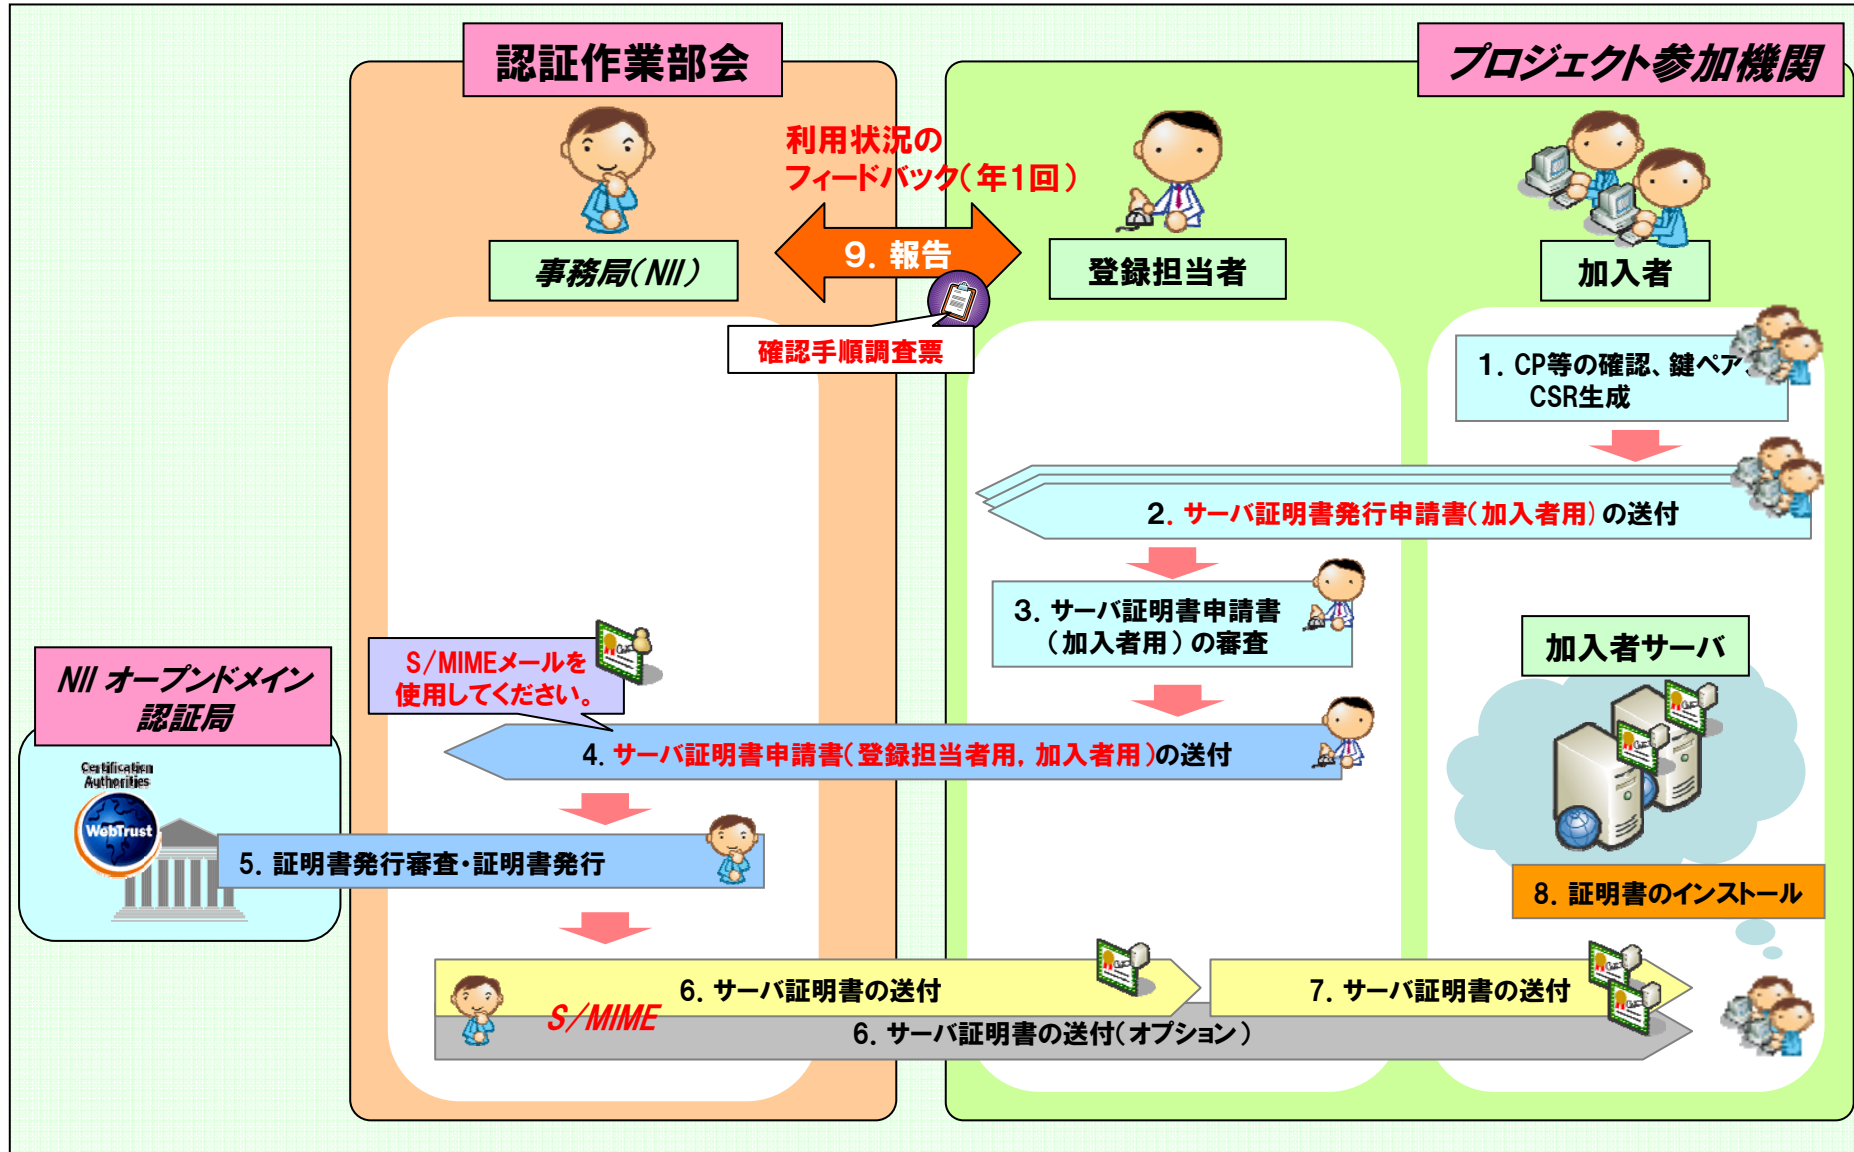 認証作業部会
プロジェクト参加機関
利用状況の
フィードバック(年1回)
9. 報告
事務局(NII)
登録担当者
加入者
確認手順調査票
1. CP等の確認、鍵ペア、
CSR生成
2. サーバ証明書発行申請書(加入者用)の送付
3. サーバ証明書申請書
(加入者用)の審査
加入者サーバ
S/MIMEメールを
使用してください。
NII オープンドメイン
認証局
4. サーバ証明書申請書(登録担当者用, 加入者用)の送付
Certification
Authorities
WebTrust
5. 証明書発行審査・証明書発行
8. 証明書のインストール
6. サーバ証明書の送付
7. サーバ証明書の送付
S/MIME
6. サーバ証明書の送付(オプション)